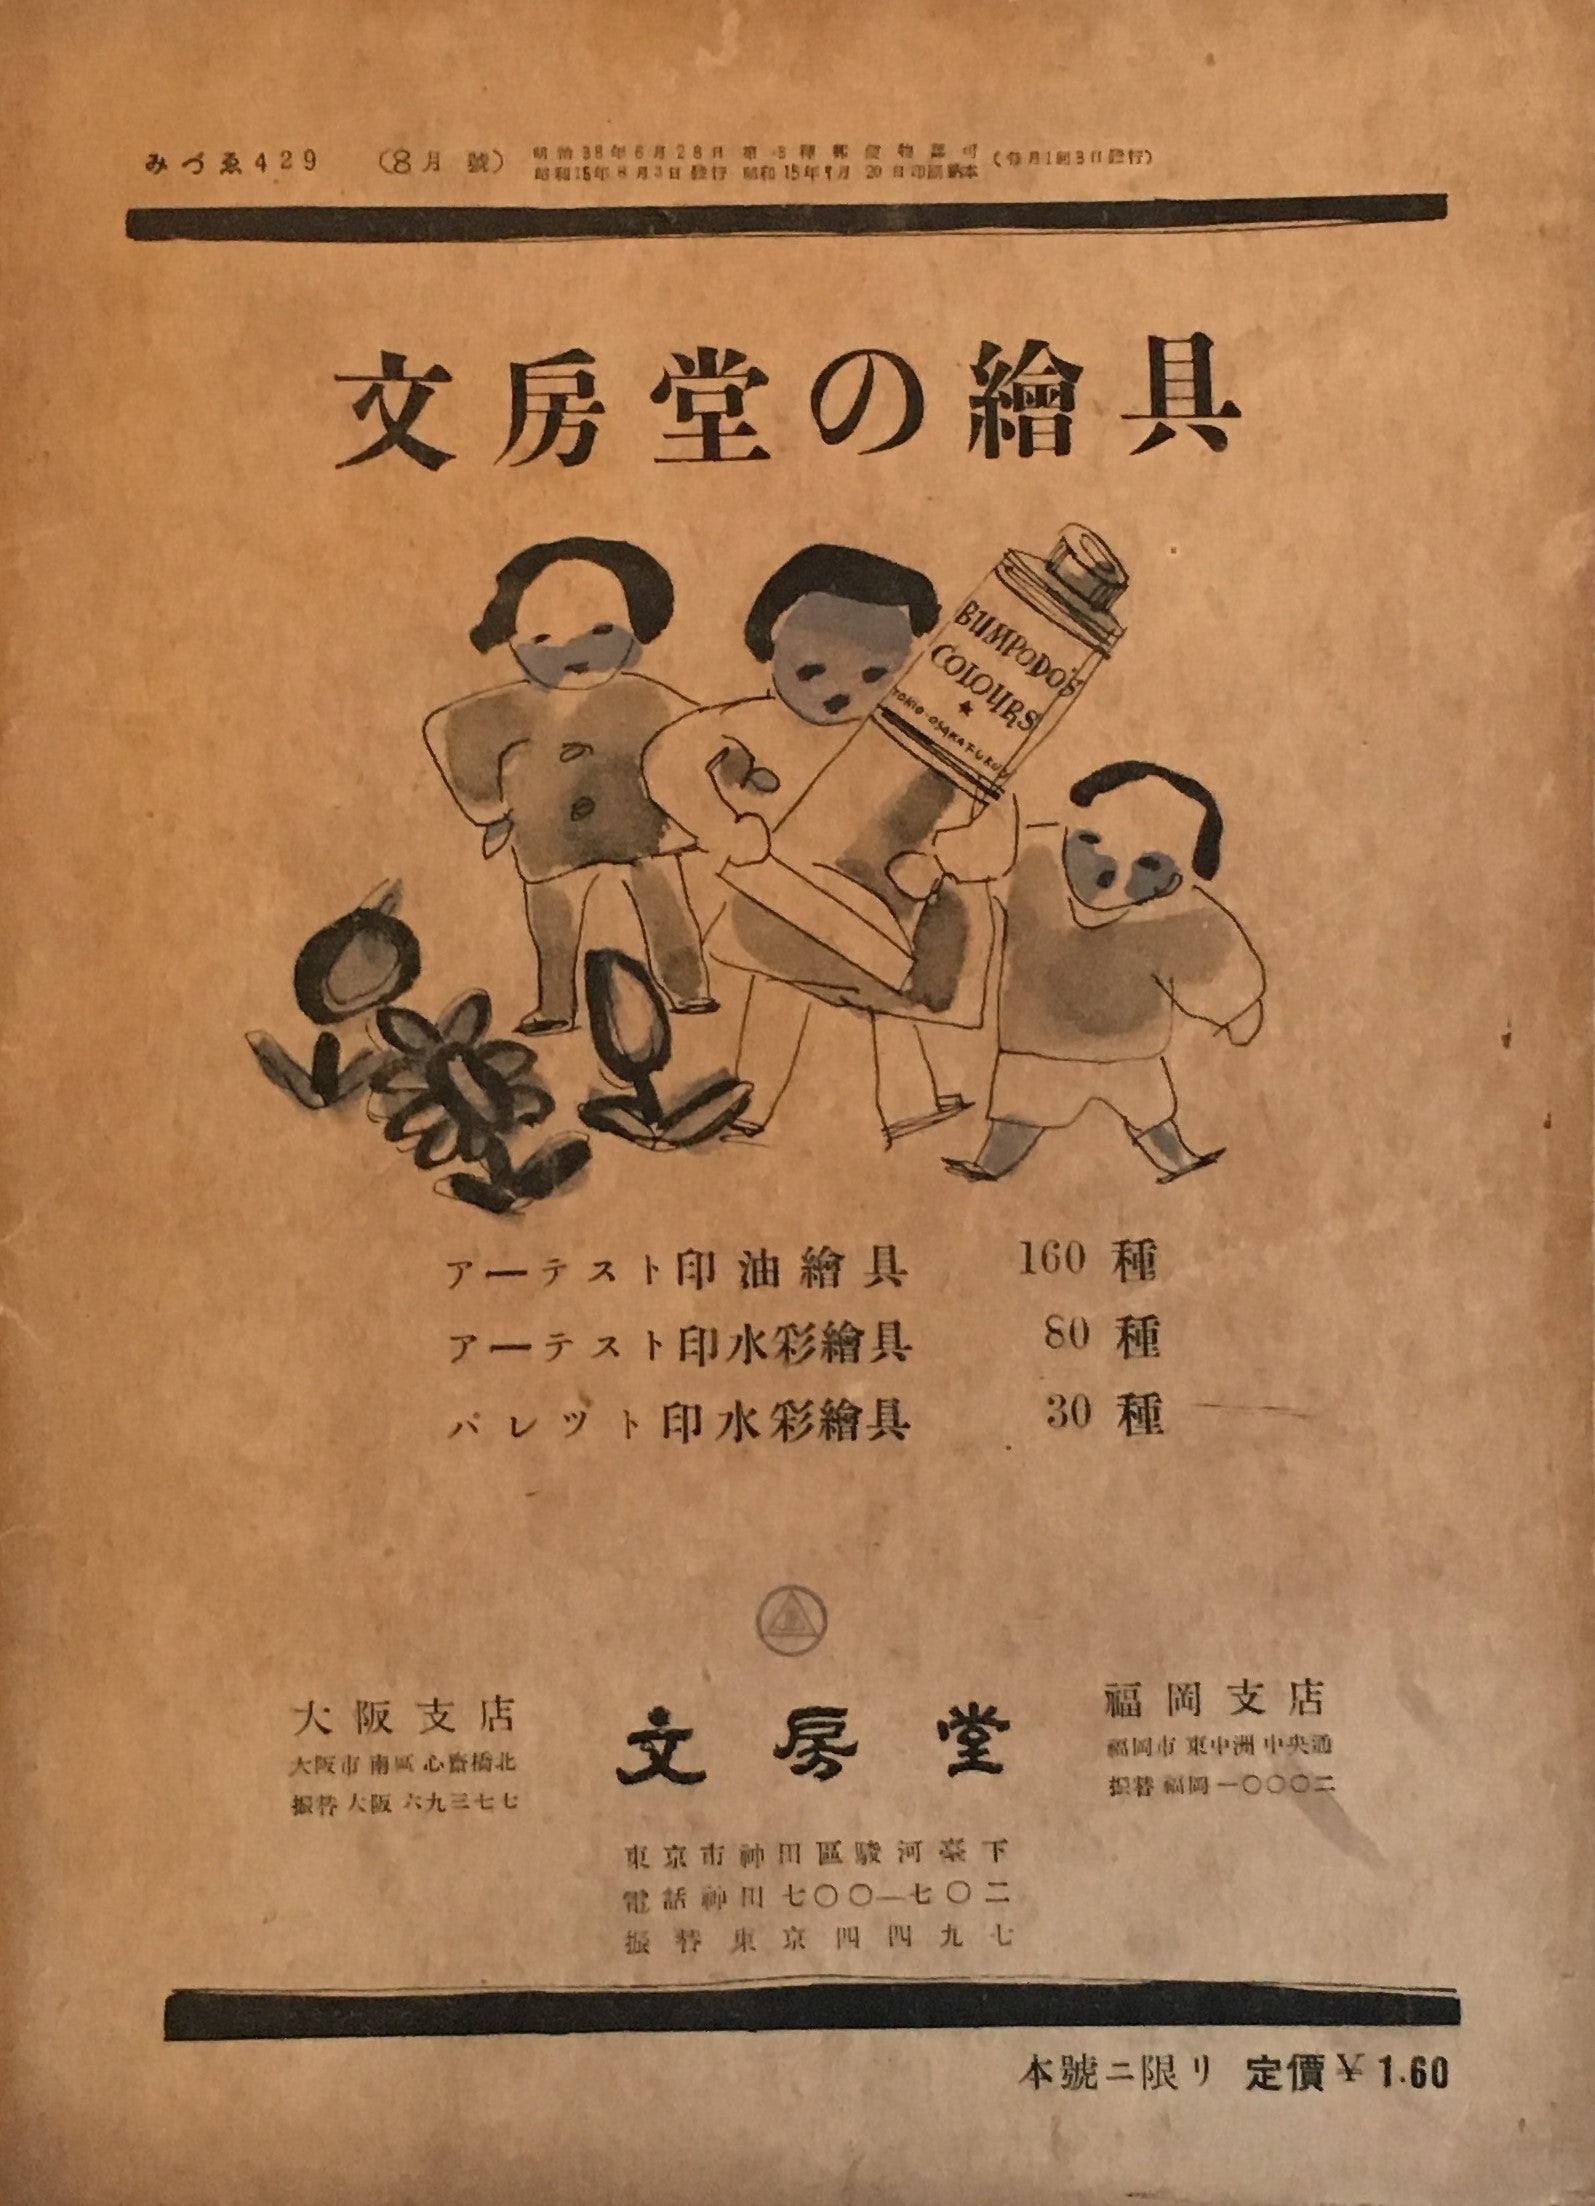 みづゑ429 (8月號)
明治38年6月28日 第3種郵便物認可
昭和15年8月3日發行 昭和15年7月20日印刷納本
(每月1回3日發行)
文房堂の繪具
BUMPODO'S
COLOURS
アーテスト印油繪具 160種
アーテスト印水彩繪具 80種
パレット印水彩繪具 30種
大阪支店
大阪市南區心齋橋北
振替大阪六九三七七
文房堂
東京市神田區駿河臺下
電話神田七〇〇—七〇二
振替東京四四九七
福岡支店
福岡市東中洲中央通
振替福岡一〇〇〇二
本號ニ限リ 定價¥1.60